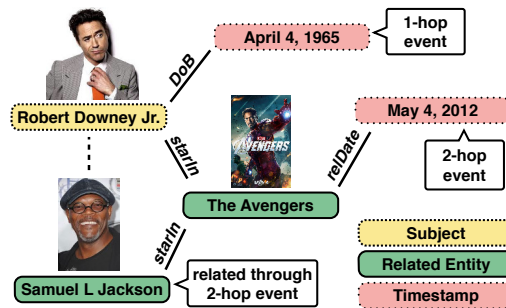 April 4, 1965
1-hop
event
DoB
Robert Downey Jr.
starIn
AVENGERS
relDate
May 4, 2012
2-hop
event
The Avengers
starIn
Samuel L Jackson
related through
2-hop event
Subject
Related Entity
Timestamp